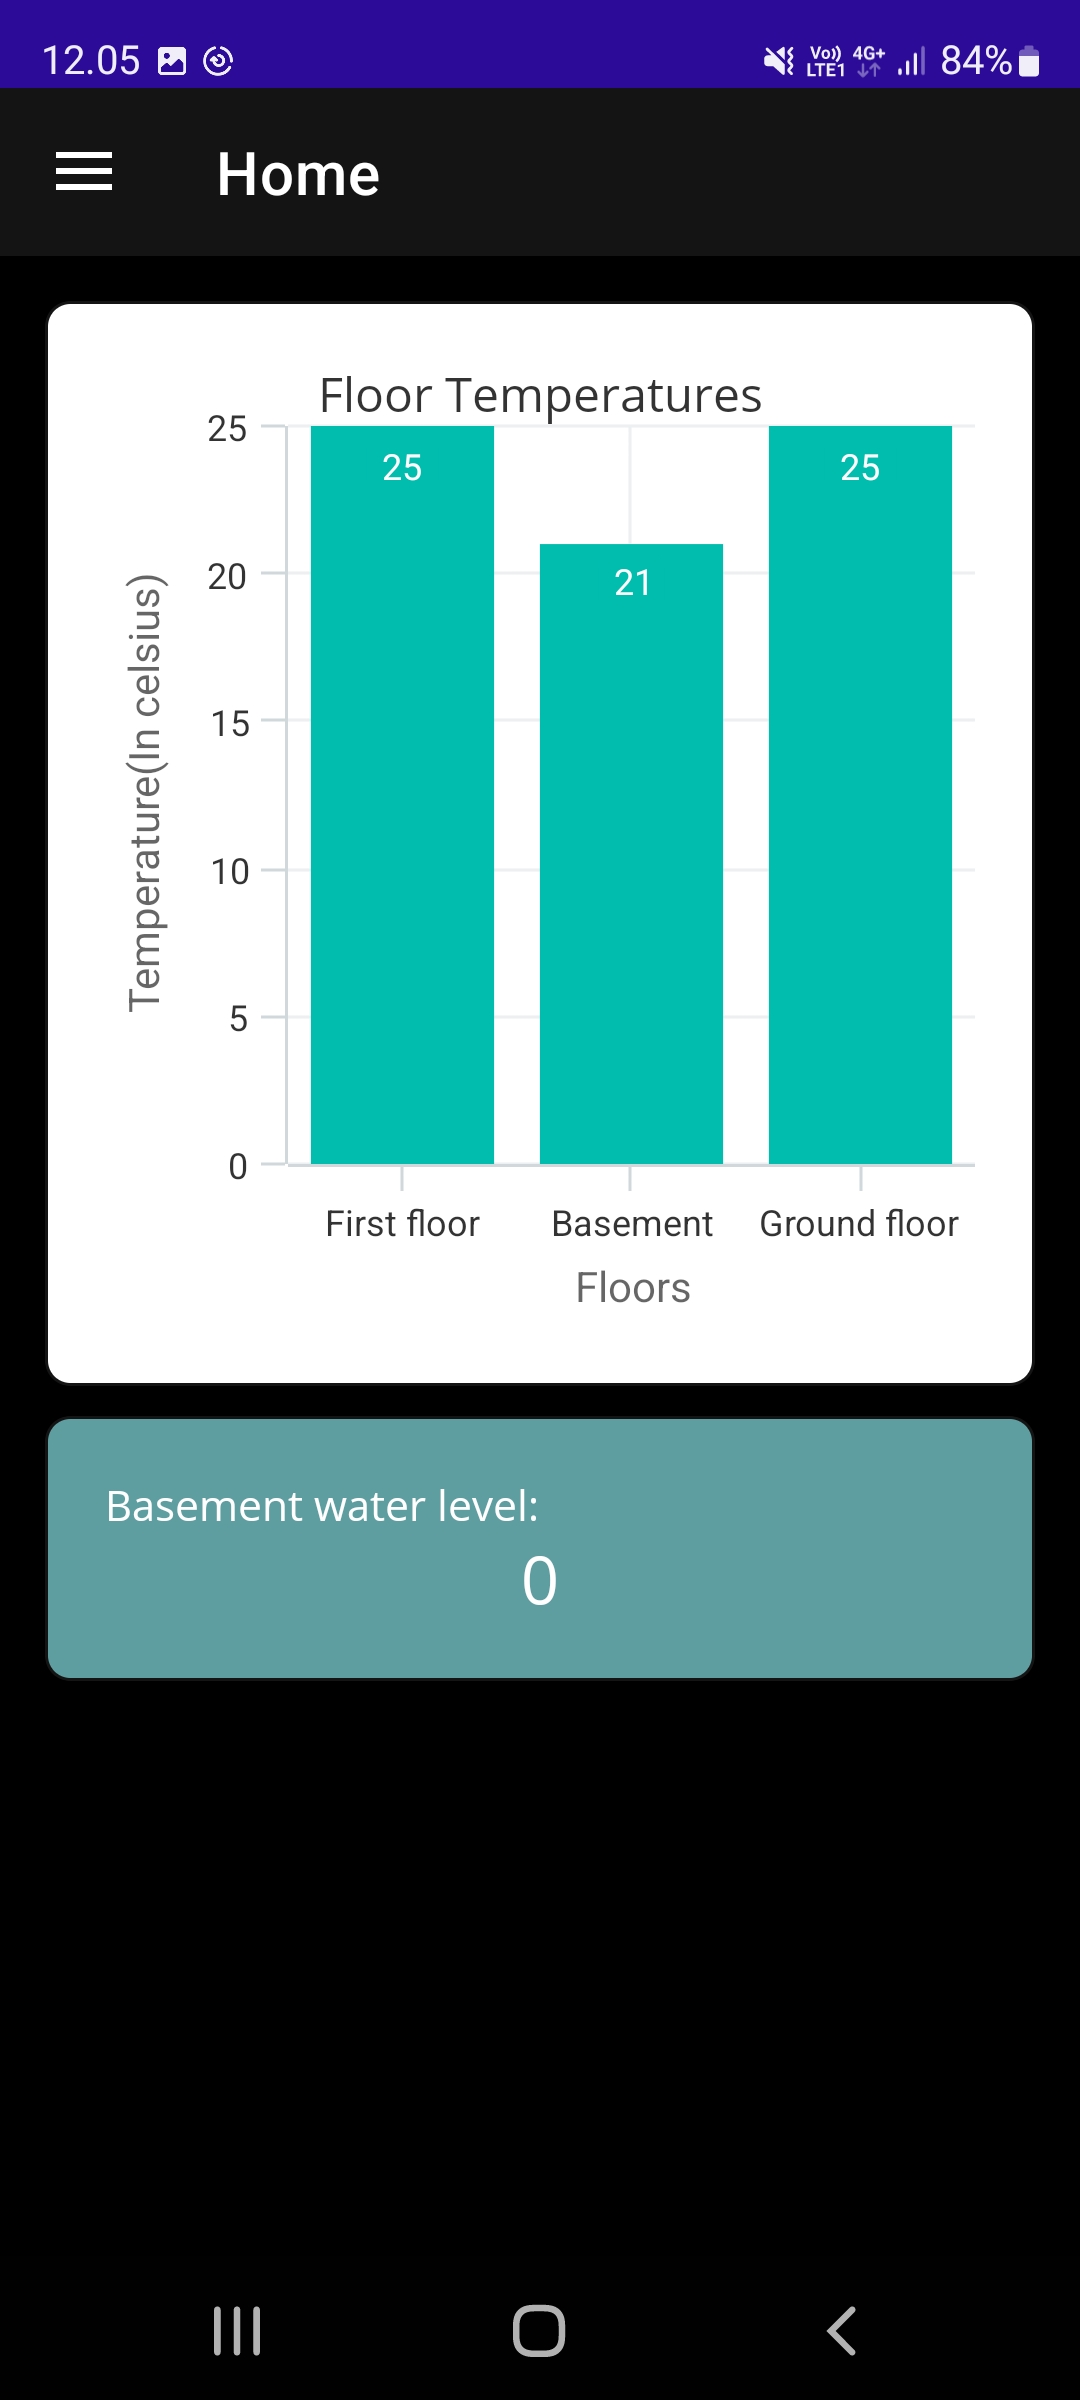 12.05 Vo)) LTE1 4G+ 84%
Home
Floor Temperatures
25
20
15
10
5
0
Temperature(In celsius)
25
21
25
First floor Basement Ground floor
Floors
Basement water level:
0